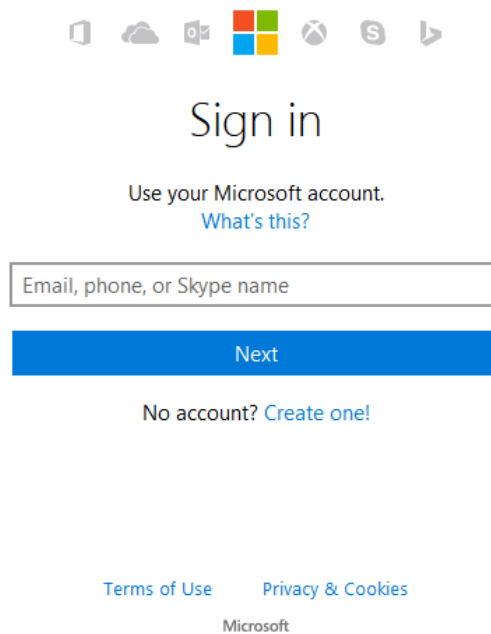 Sign in
Use your Microsoft account.
What's this?
Email, phone, or Skype name
Next
No account? Create one!
Terms of Use Privacy & Cookies
Microsoft